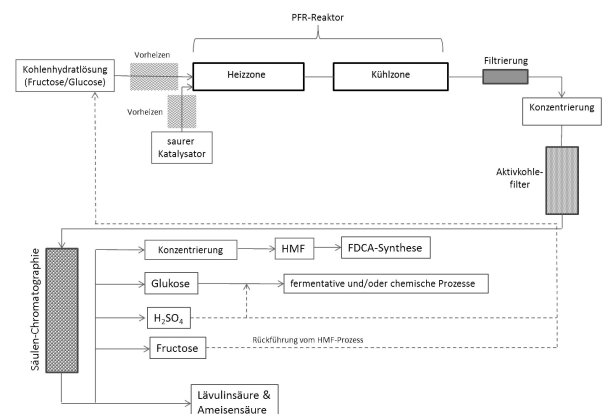 PFR-Reaktor
Vorheizen
Kohlenhydratlösung
(Fructose/Glucose)
Heizzone
Kühlzone
Filtrierung
Konzentrierung
Vorheizen
saurer
Katalysator
Aktivkohle-
filter
Säulen-Chromatographie
Konzentrierung
HMF
FDCA-Synthese
Glukose
fermentative und/oder chemische Prozesse
H₂SO₄
Rückführung vom HMF-Prozess
Fructose
Lävulinsäure &
Ameisensäure